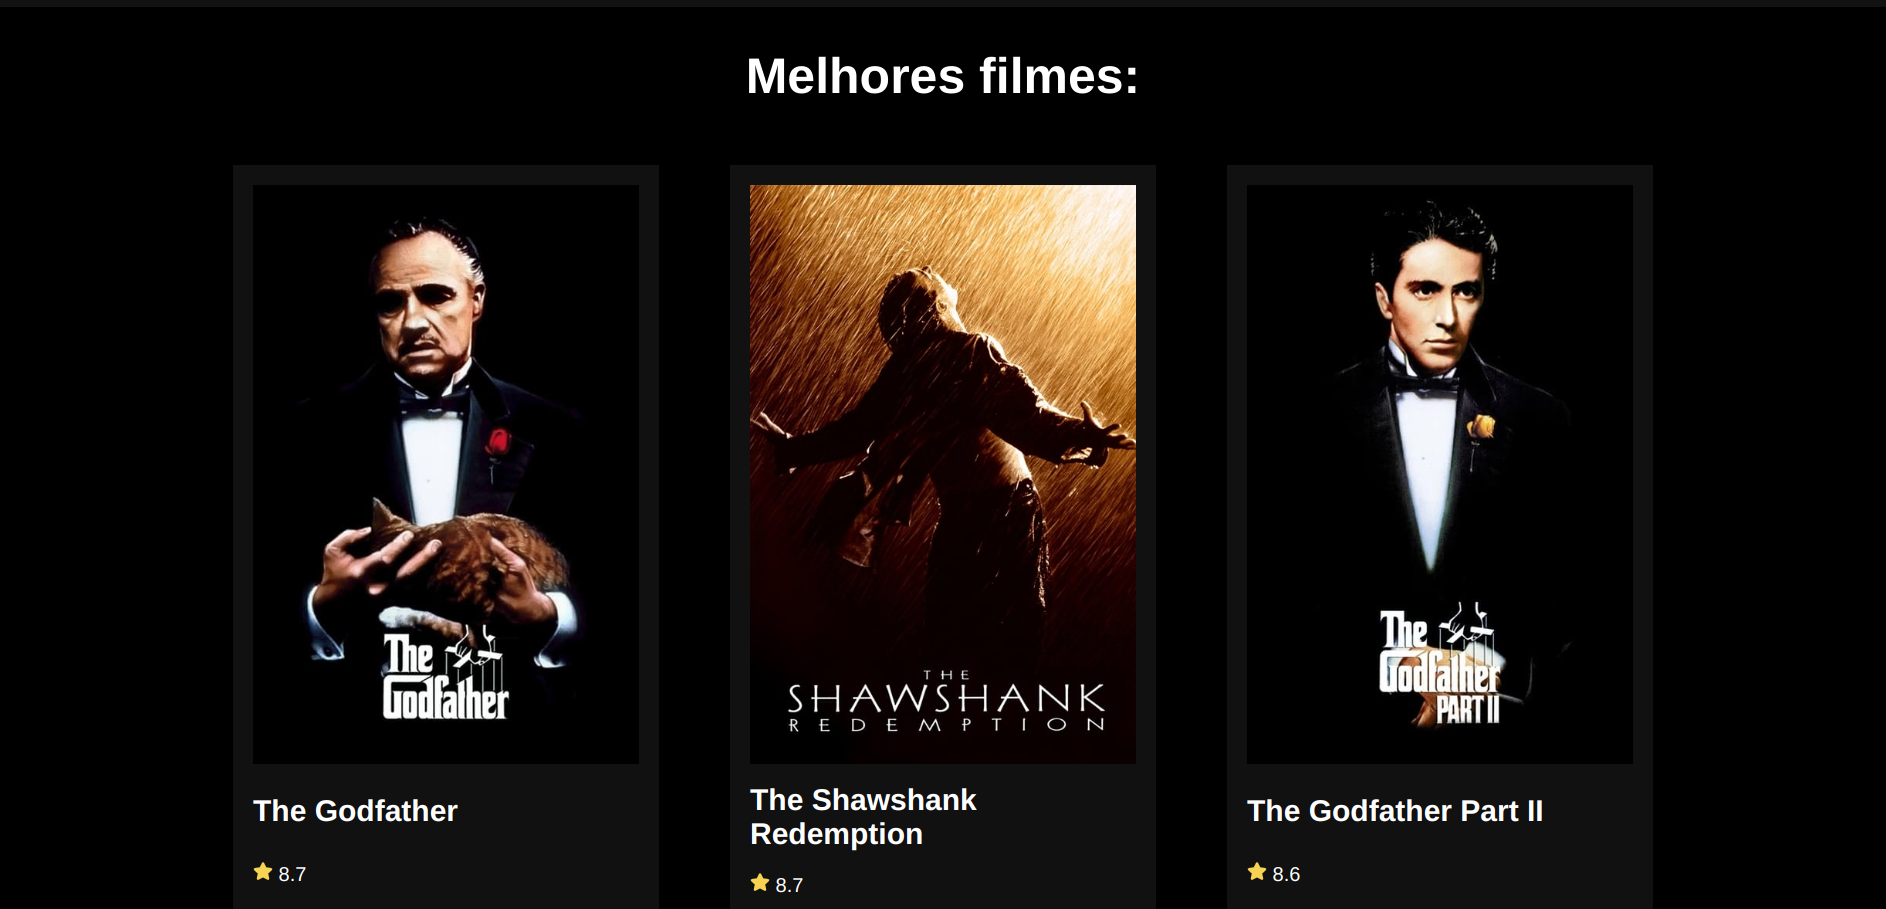 Melhores filmes:
The
Godfather
The Godfather
8.7
THE
SHAWSHANK
REDEMPTION
The Shawshank
Redemption
8.7
The
Godfather
PART II
The Godfather Part II
8.6